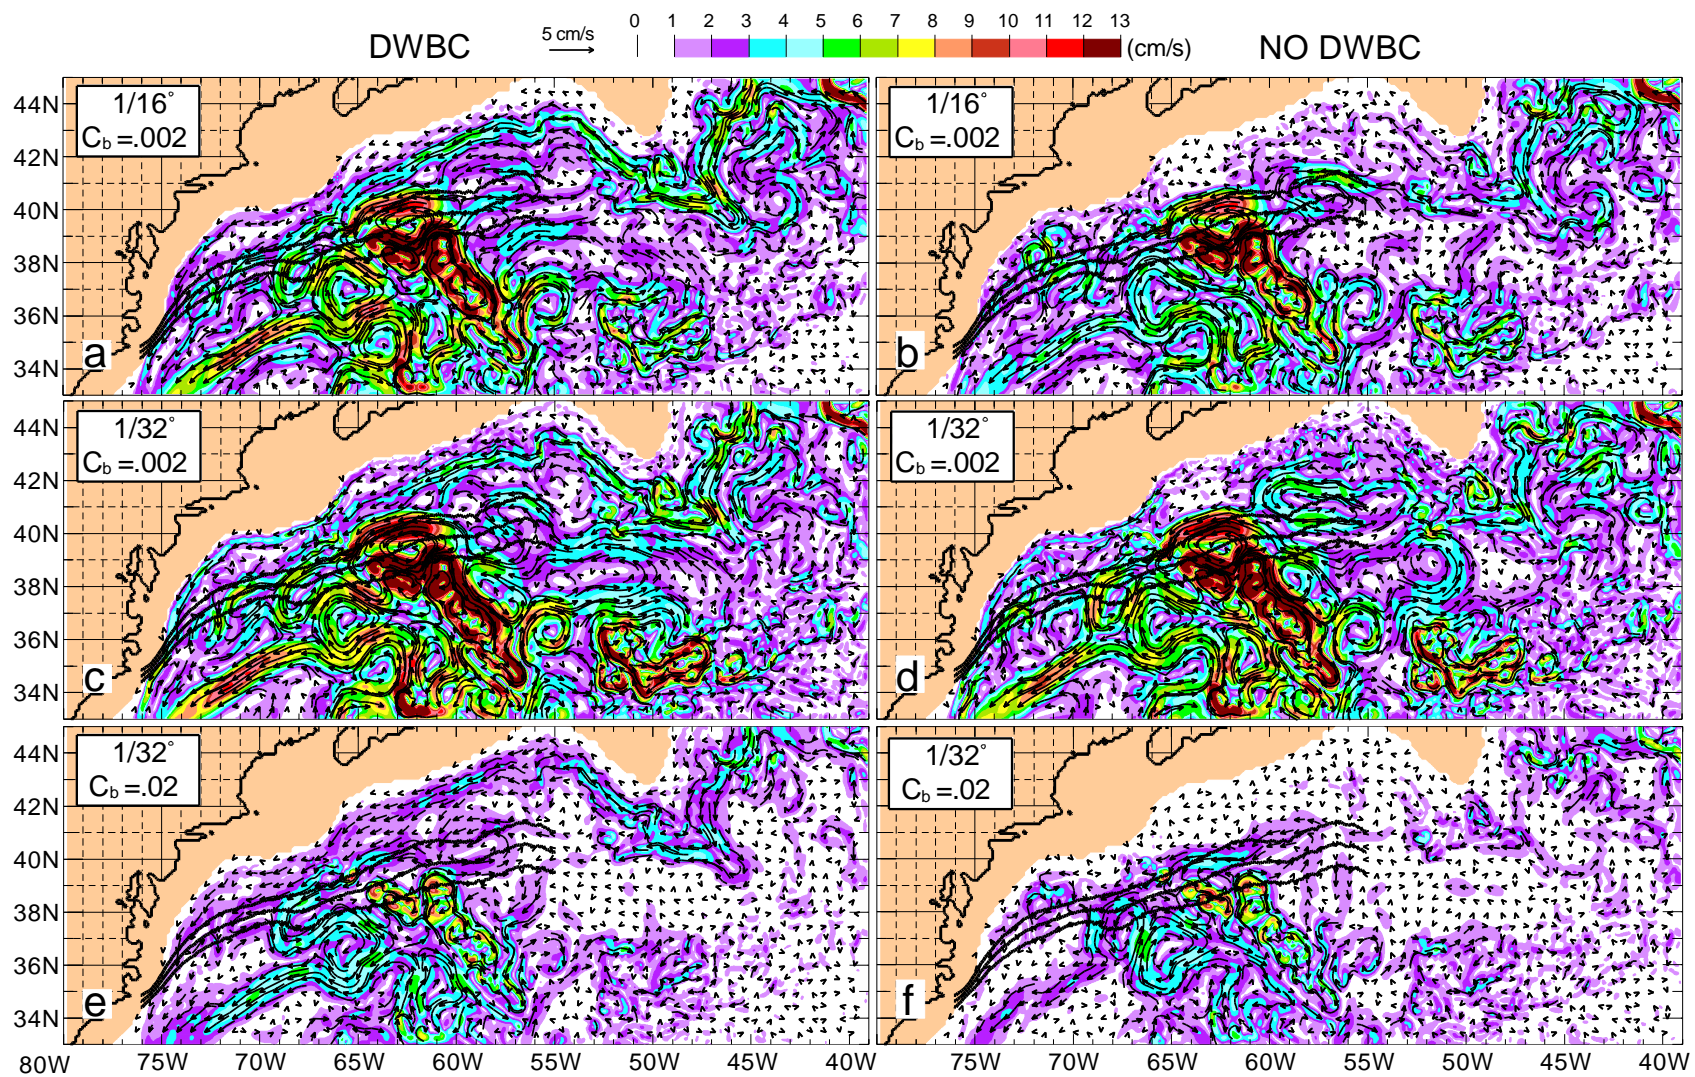 DWBC
5 cm/s
0 1 2 3 4 5 6 7 8 9 10 11 12 13
(cm/s)
NO DWBC
44N
42N
40N
38N
36N
34N
1/16°
Cb=.002
a
1/16°
Cb=.002
b
44N
42N
40N
38N
36N
34N
1/32°
Cb=.002
c
1/32°
Cb=.002
d
44N
42N
40N
38N
36N
34N
1/32°
Cb=.02
e
1/32°
Cb=.02
f
80W 75W 70W 65W 60W 55W 50W 45W 40W 75W 70W 65W 60W 55W 50W 45W 40W